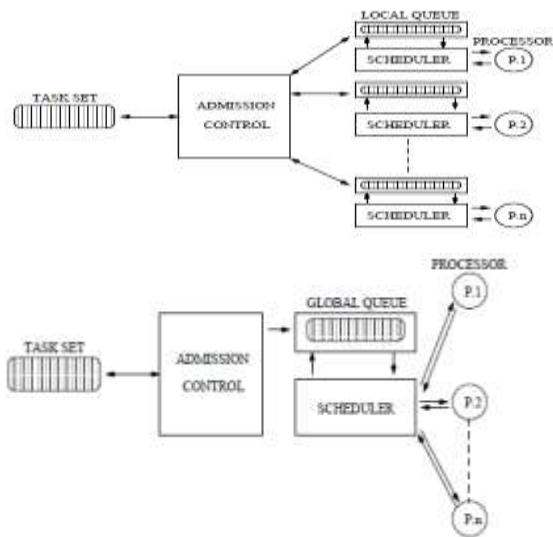 LOCAL QUEUE
PROCESSOR
SCHEDULER
P.1
TASK SET
ADMISSION
CONTROL
SCHEDULER
P.2
SCHEDULER
P.n
PROCESSOR
GLOBAL QUEUE
P.1
TASK SET
ADMISSION
CONTROL
SCHEDULER
P.2
P.n